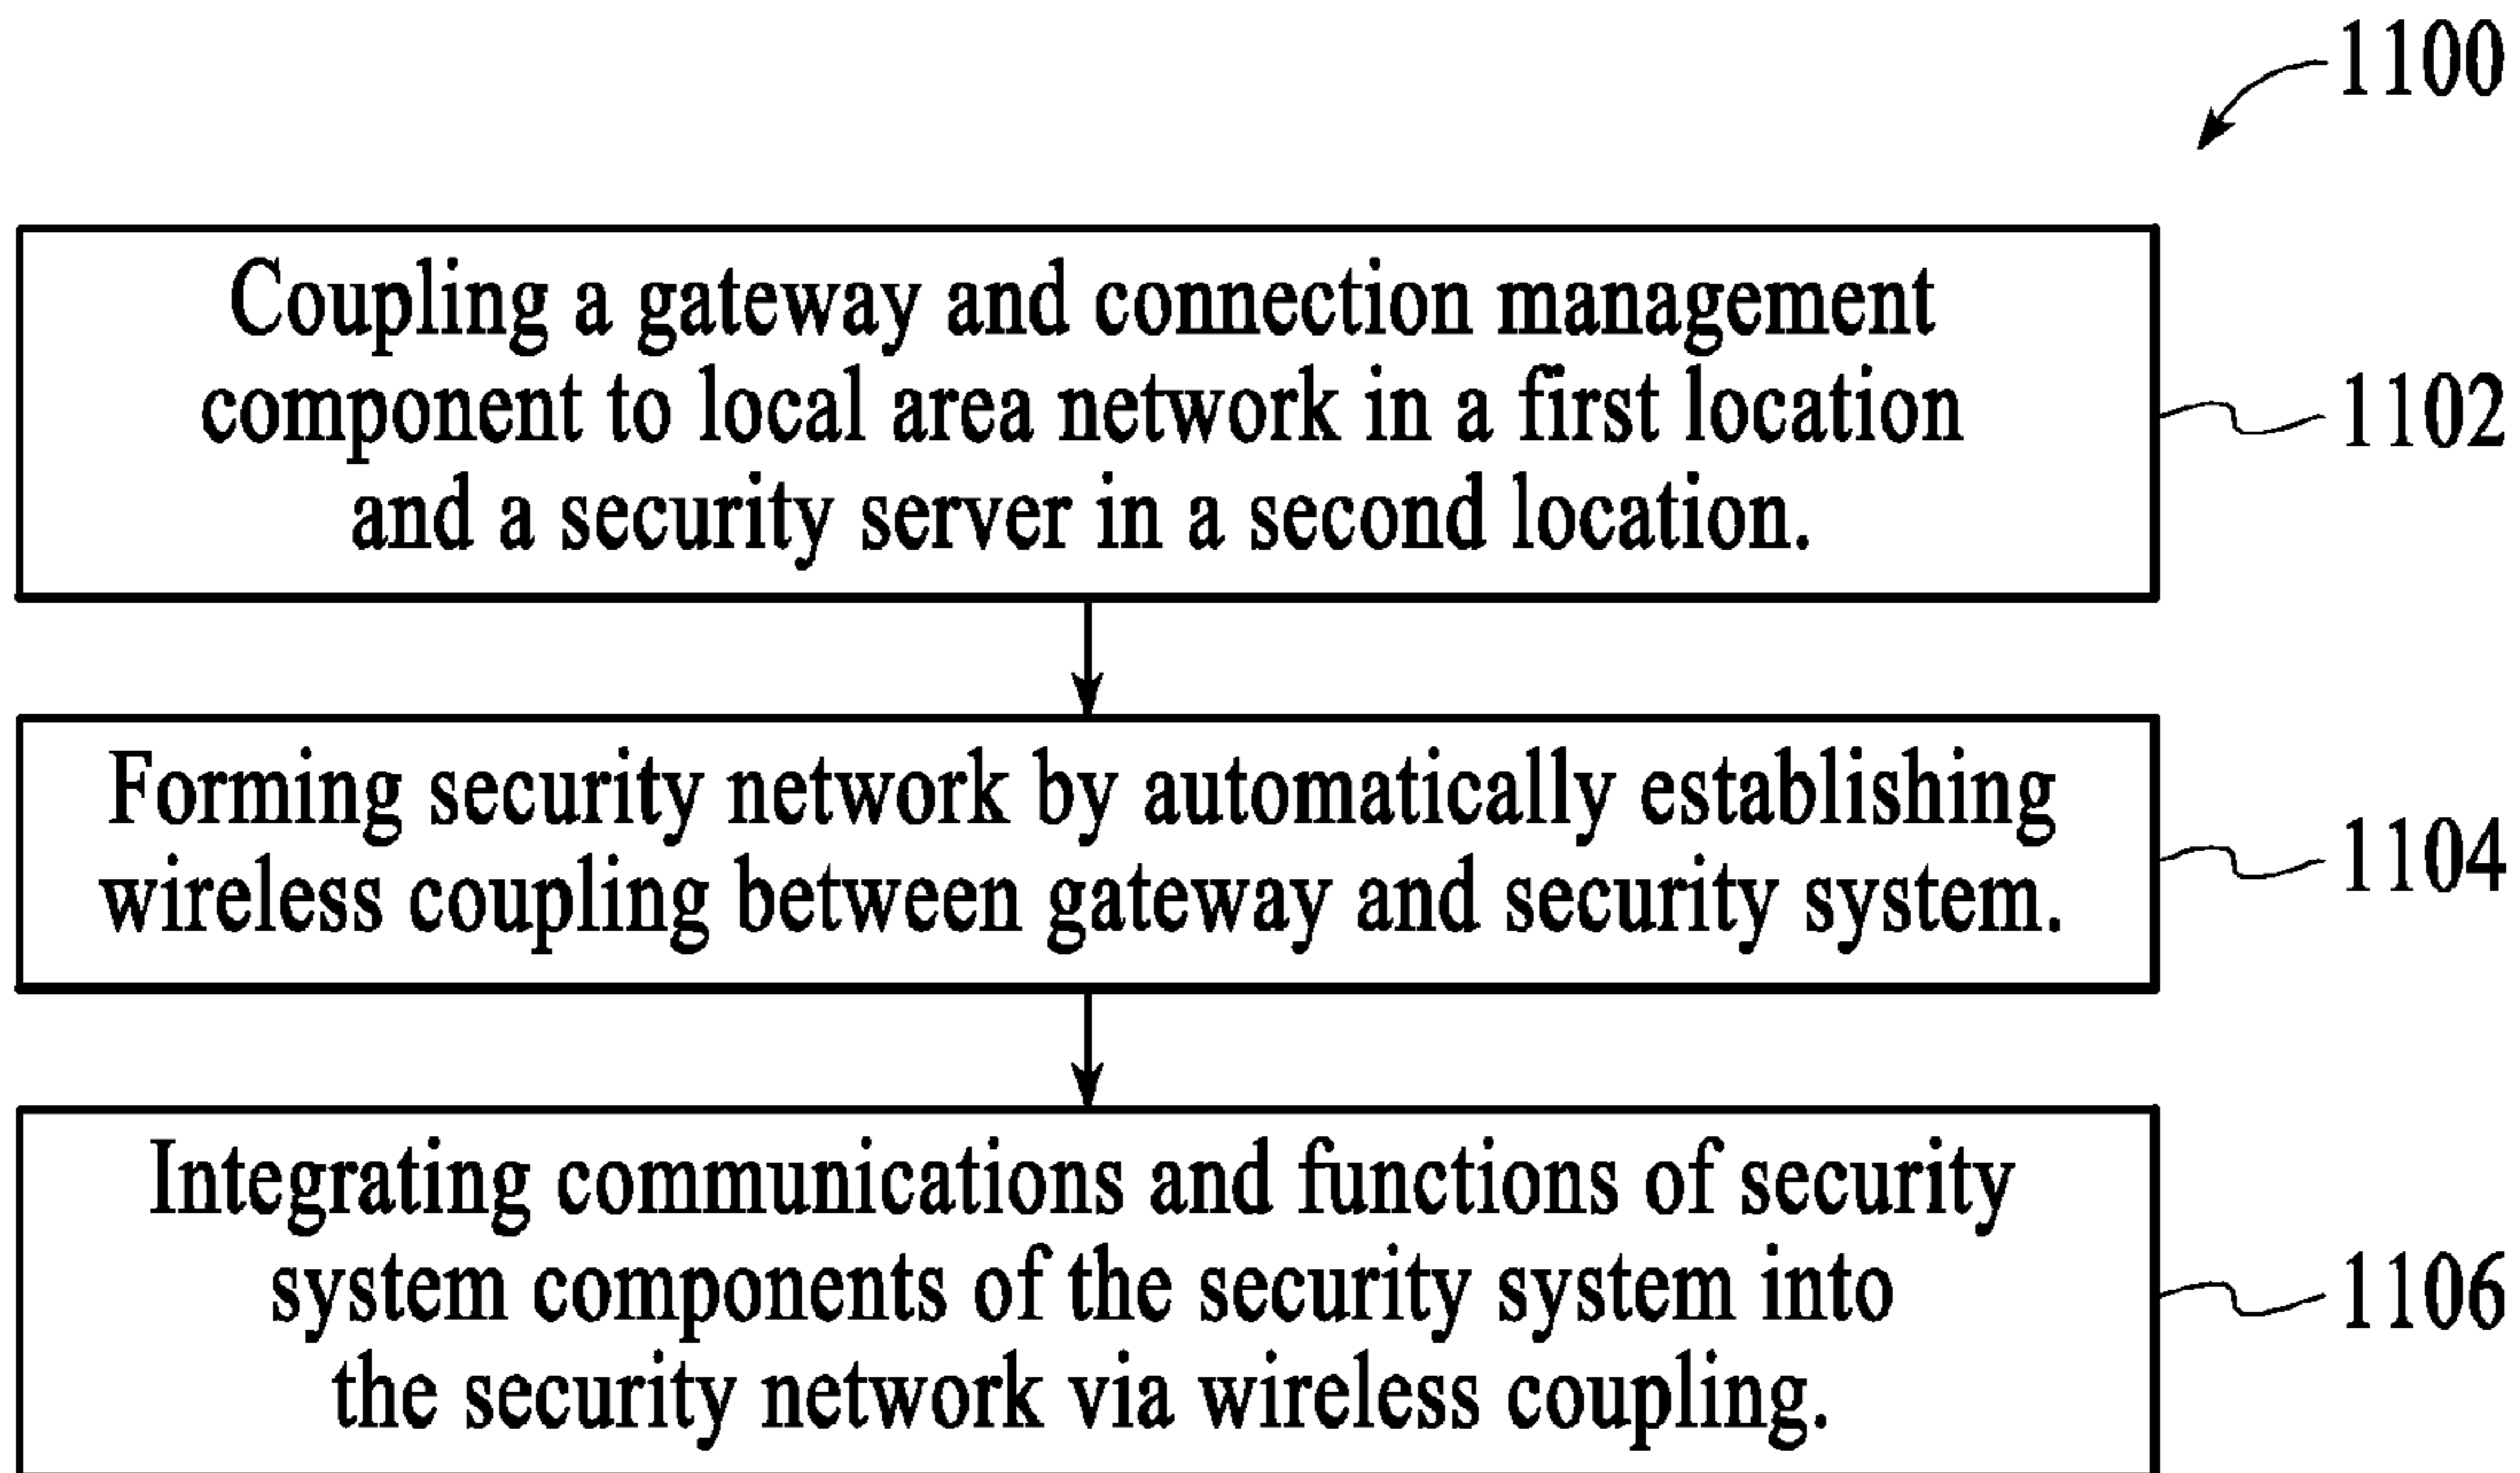 1100
Coupling a gateway and connection management
component to local area network in a first location
and a security server in a second location.
1102
Forming security network by automatically establishing
wireless coupling between gateway and security system.
1104
Integrating communications and functions of security
system components of the security system into
the security network via wireless coupling.
1106